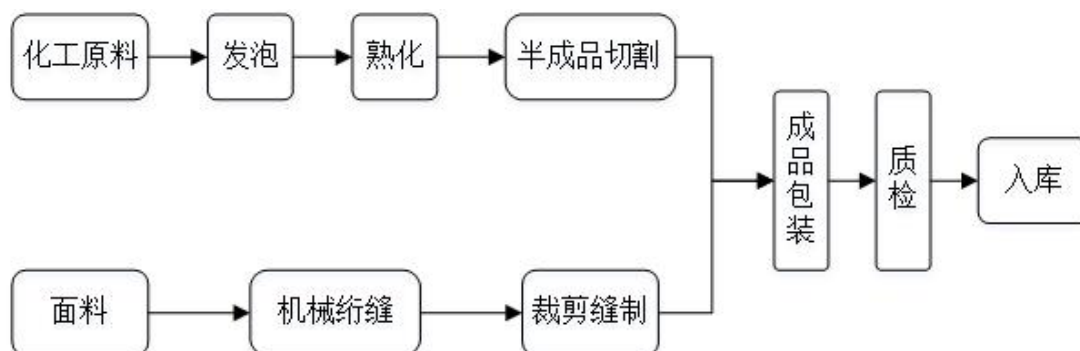 化工原料
发泡
熟化
半成品切割
面料
机械绗缝
裁剪缝制
成品包装
质检
入库